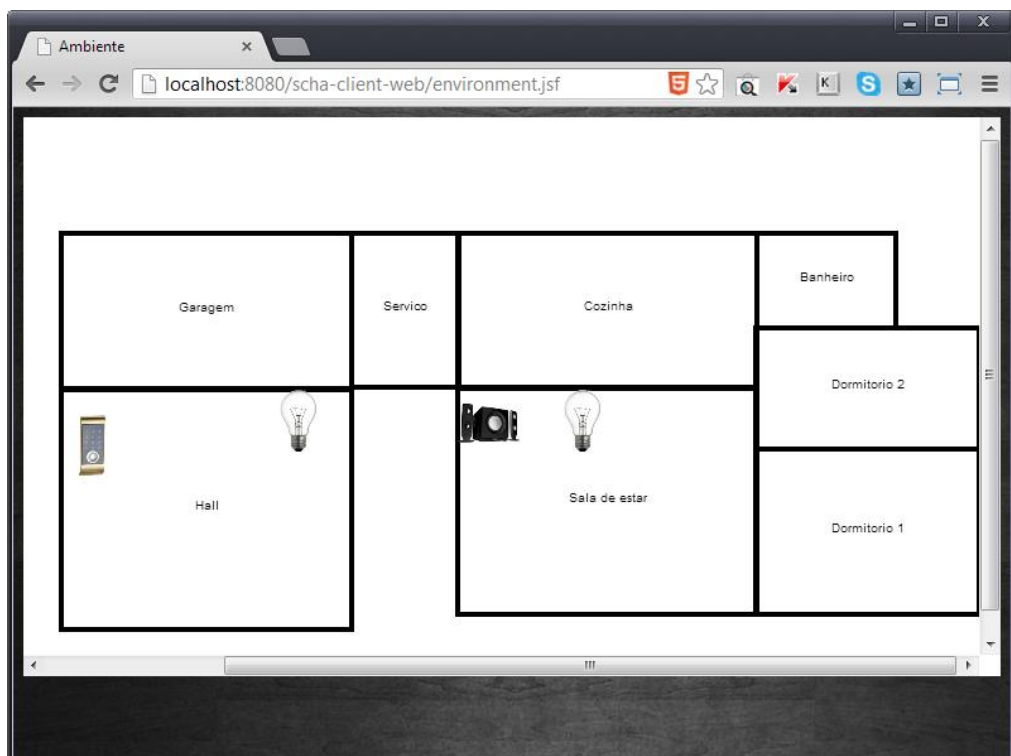 Ambiente
localhost:8080/scha-client-web/environment.jsf
Banheiro
Garagem
Servico
Cozinha
Dormitorio 2
Hall
Sala de estar
Dormitorio 1